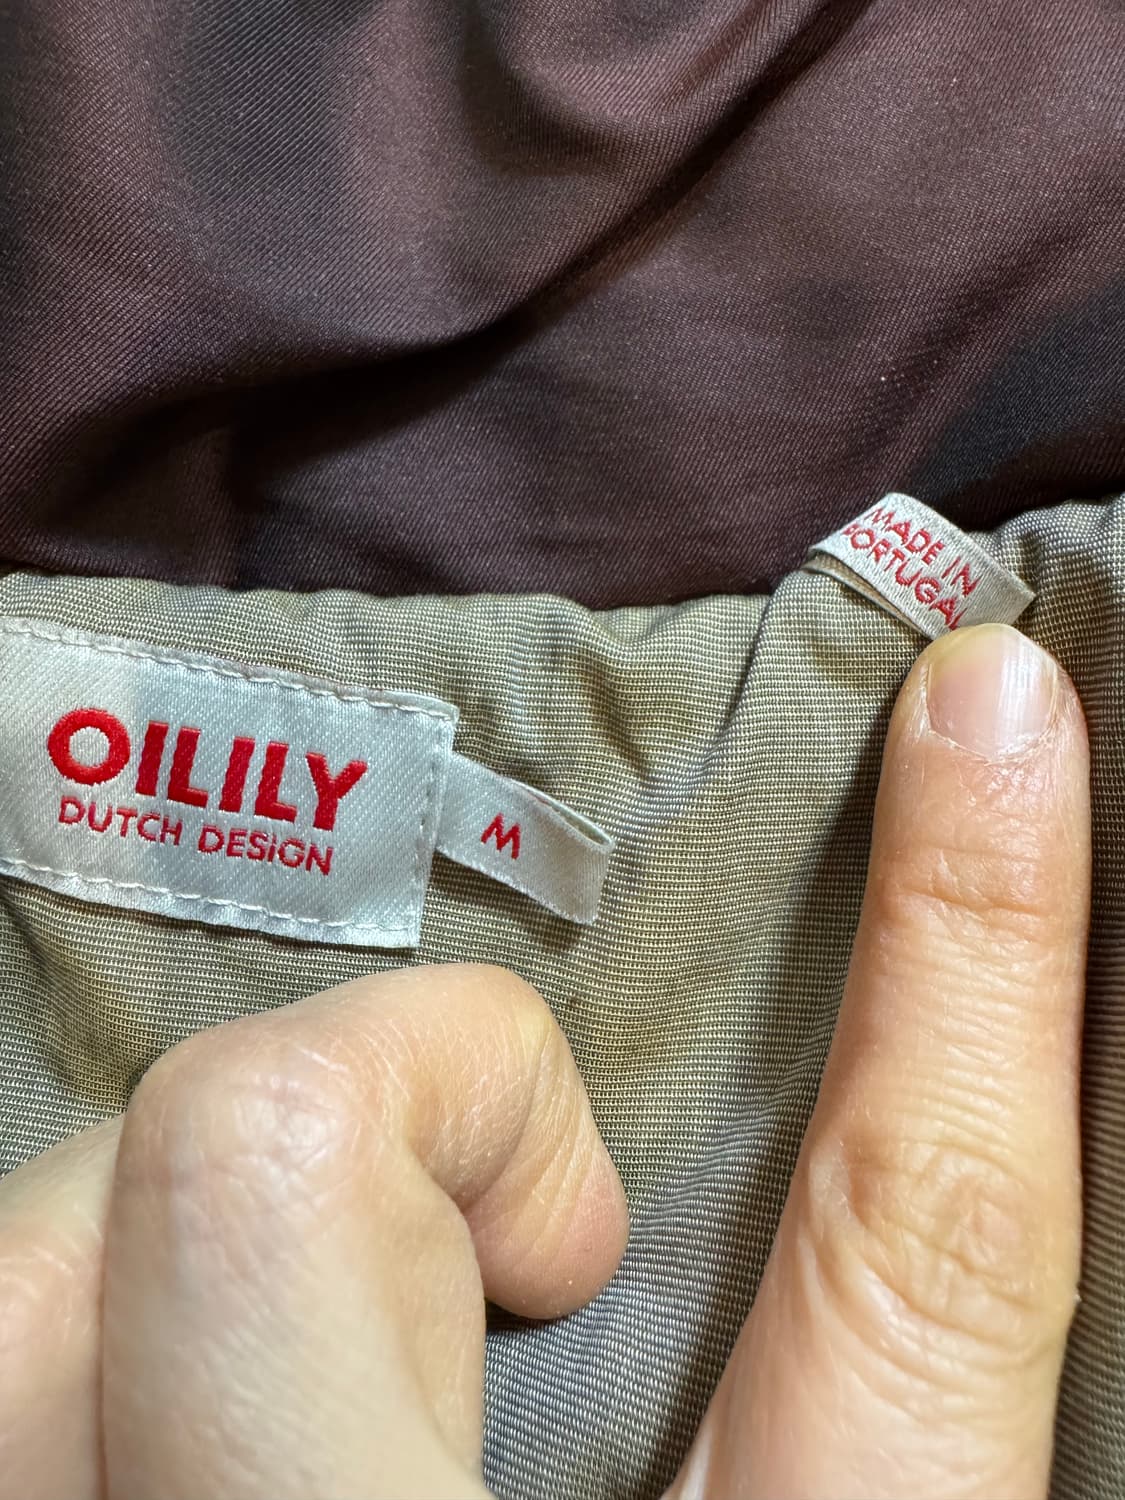 MADE IN
PORTUGAL
OILILY
DUTCH DESIGN
M